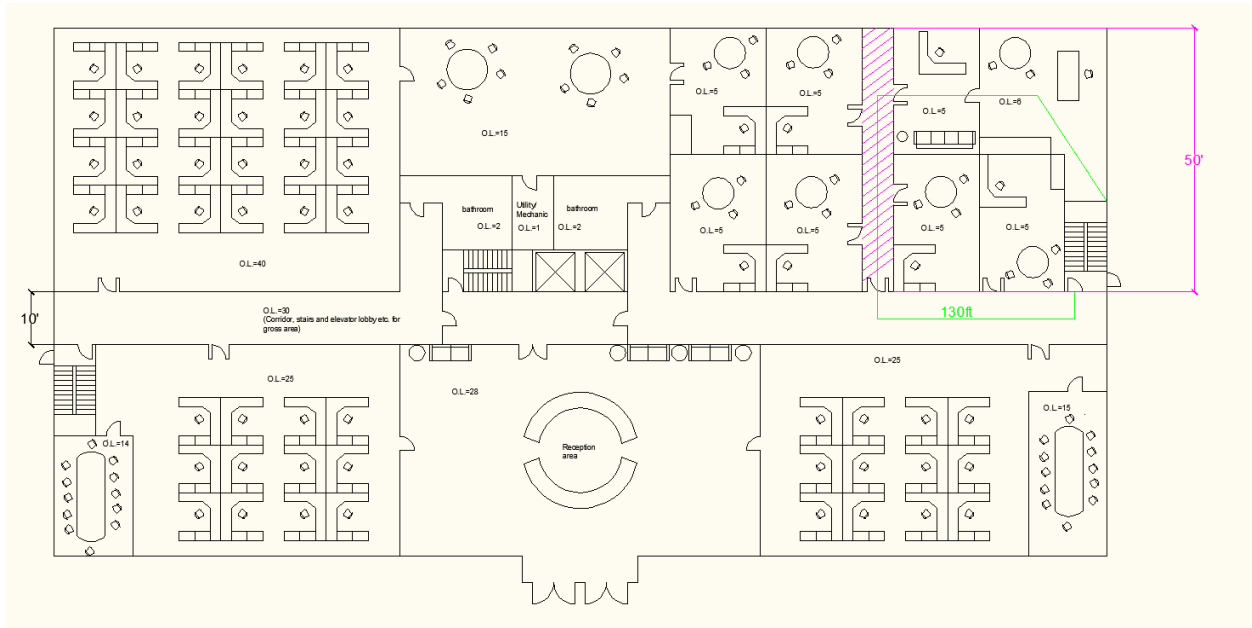 O.L.=5
O.L.=5
O.L.=5
O.L.=6
O.L.=15
50'
bathroom
O.L.=2
Utility/
Mechanic
O.L.=1
bathroom
O.L.=2
O.L.=5
O.L.=5
O.L.=5
O.L.=5
O.L.=40
10'
O.L.=30
(Corridor, stairs and elevator lobby etc. for
gross area)
130ft
O.L.=25
O.L.=28
O.L.=25
O.L.=14
O.L.=15
Reception
area